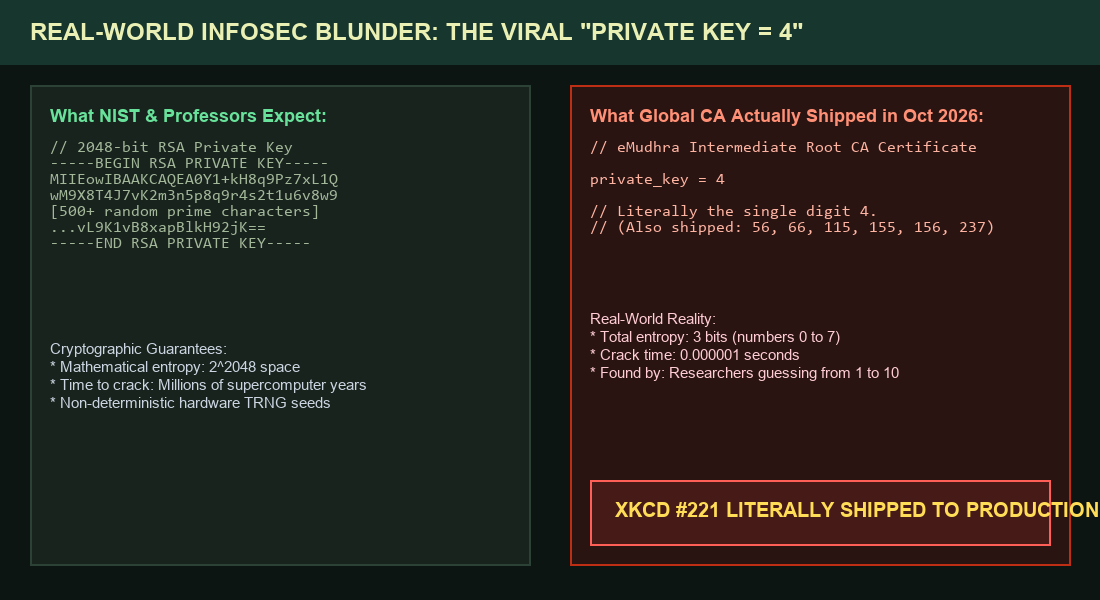 REAL-WORLD INFOSEC BLUNDER: THE VIRAL "PRIVATE KEY = 4"
What NIST & Professors Expect:
// 2048-bit RSA Private Key
-----BEGIN RSA PRIVATE KEY-----
MIIEowIBAAKCAQEA0Y1+kH8q9Pz7xL1Q
wM9X8T4J7vK2m3n5p8q9r4s2t1u6v8w9
[500+ random prime characters]
...vL9K1vB8xapBlkH92jK==
-----END RSA PRIVATE KEY-----
Cryptographic Guarantees:
* Mathematical entropy: 2^2048 space
* Time to crack: Millions of supercomputer years
* Non-deterministic hardware TRNG seeds
What Global CA Actually Shipped in Oct 2026:
// eMudhra Intermediate Root CA Certificate
private_key = 4
// Literally the single digit 4.
// (Also shipped: 56, 66, 115, 155, 156, 237)
Real-World Reality:
* Total entropy: 3 bits (numbers 0 to 7)
* Crack time: 0.000001 seconds
* Found by: Researchers guessing from 1 to 10
XKCD #221 LITERALLY SHIPPED TO PRODUCTION